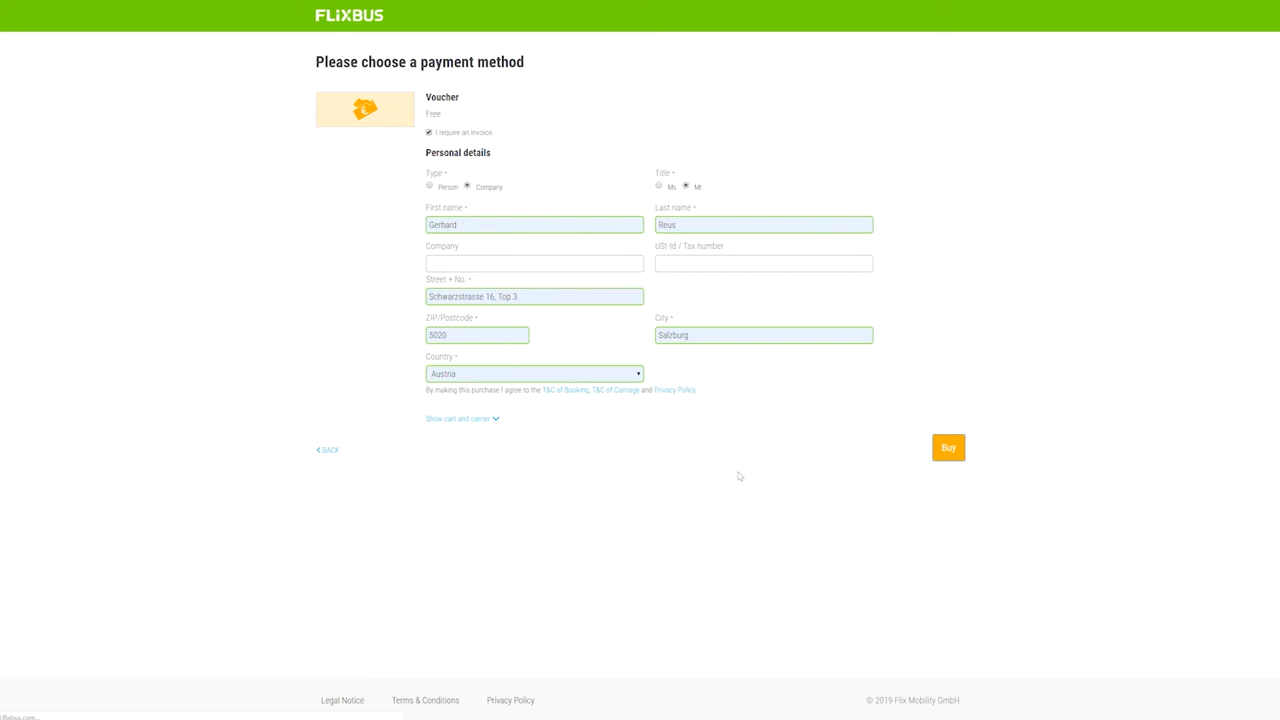 FLiXBUS
Please choose a payment method
Voucher
Free
I require an invoice.
Personal details
Type * Title *
Person Company Ms Mr
First name * Last name *
Gerhard Reus
Company USt-Id / Tax number
Street + No. *
Schwarzstrasse 16, Top 3
ZIP/Postcode * City *
5020 Salzburg
Country *
Austria
By making this purchase I agree to the T&C of Booking, T&C of Carriage and Privacy Policy.
Show cart and carrier
BACK Buy
Legal Notice Terms & Conditions Privacy Policy © 2019 Flix Mobility GmbH